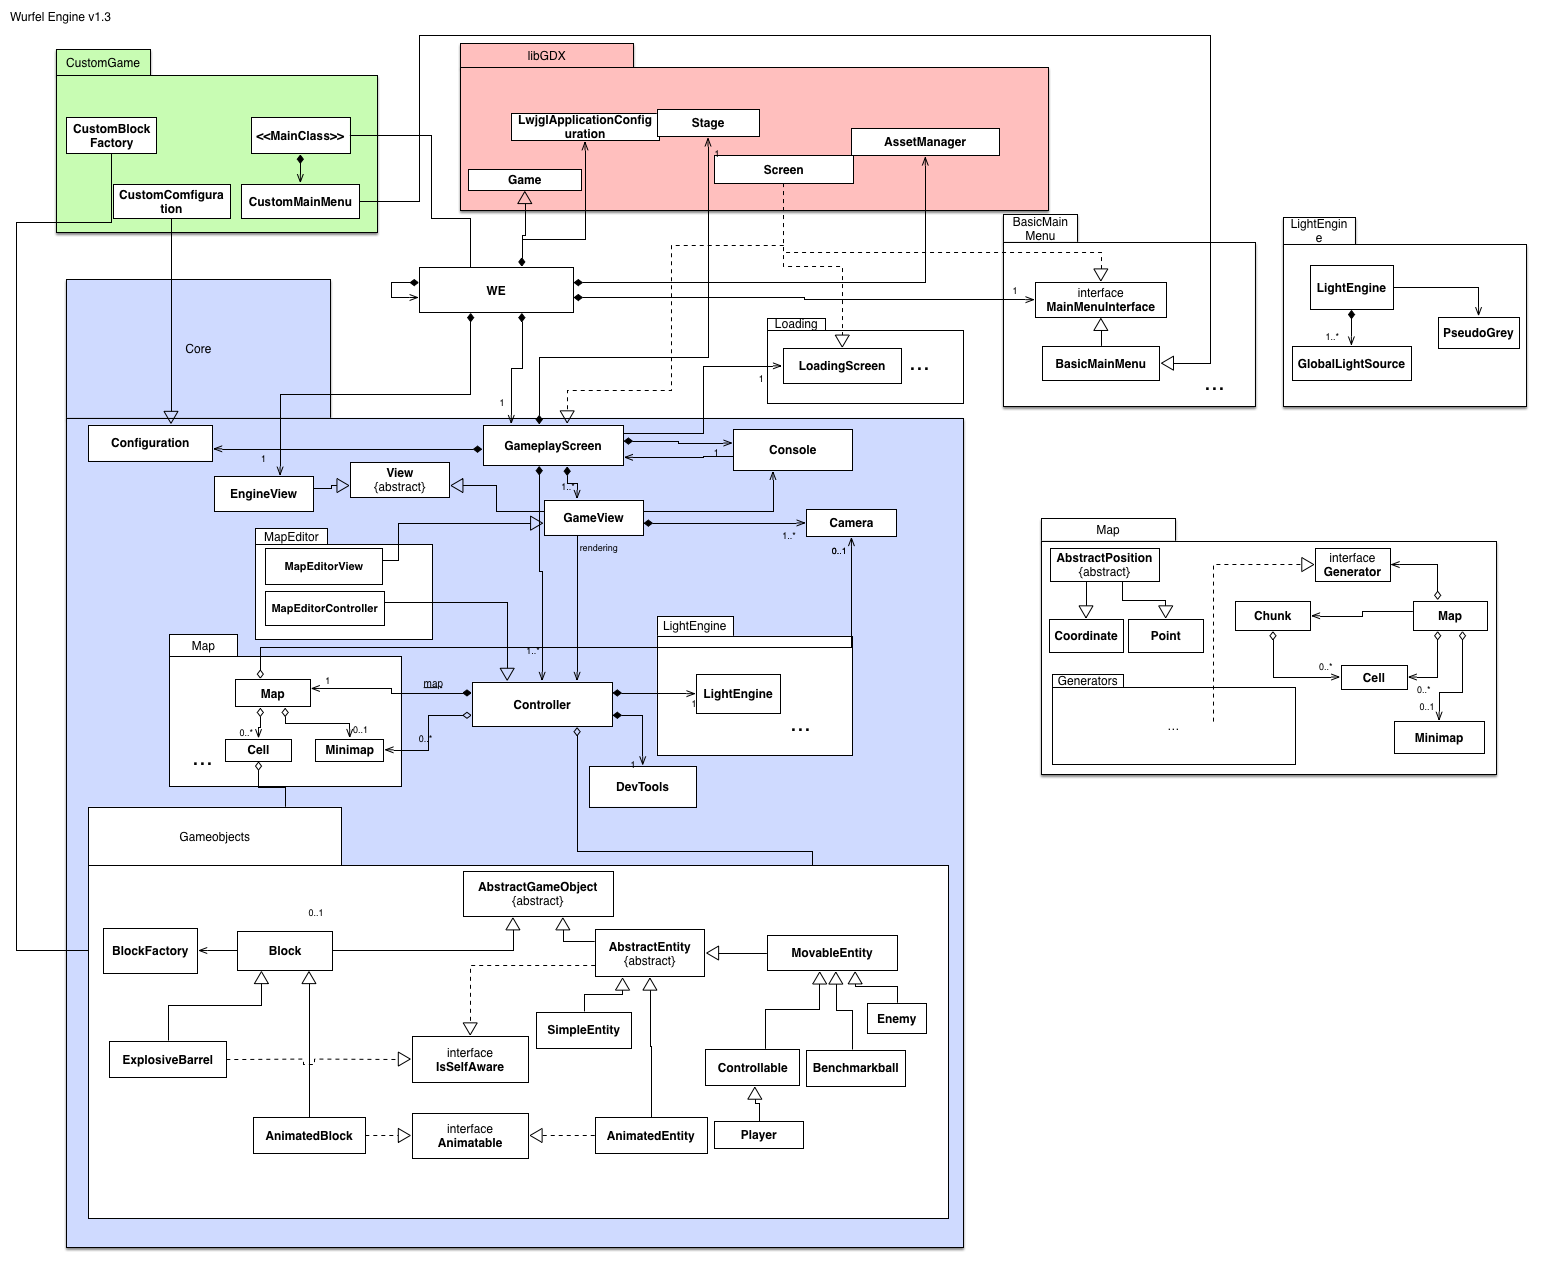 Wurfel Engine v1.3
CustomGame
CustomBlock
Factory
<<MainClass>>
CustomComfigura
tion
CustomMainMenu
libGDX
LwjglApplicationConfig
uration
Stage
1
AssetManager
Screen
Game
BasicMain
Menu
interface
MainMenuInterface
1
BasicMainMenu
...
LightEngin
e
LightEngine
1..*
PseudoGrey
GlobalLightSource
WE
Core
Loading
LoadingScreen
...
1
1
Configuration
GameplayScreen
Console
1
1
EngineView
View
{abstract}
1..*
GameView
Camera
1..*
0..1
rendering
MapEditor
MapEditorView
MapEditorController
1..*
LightEngine
LightEngine
1
...
Map
Map
1
map
Controller
0..*
0..1
0..*
Cell
Minimap
...
1
DevTools
Map
AbstractPosition
{abstract}
interface
Generator
Chunk
Map
Coordinate
Point
0..*
Cell
0..*
0..1
Minimap
Generators
...
Gameobjects
AbstractGameObject
{abstract}
0..1
BlockFactory
Block
AbstractEntity
{abstract}
MovableEntity
SimpleEntity
Enemy
ExplosiveBarrel
interface
IsSelfAware
Controllable
Benchmarkball
AnimatedBlock
interface
Animatable
AnimatedEntity
Player